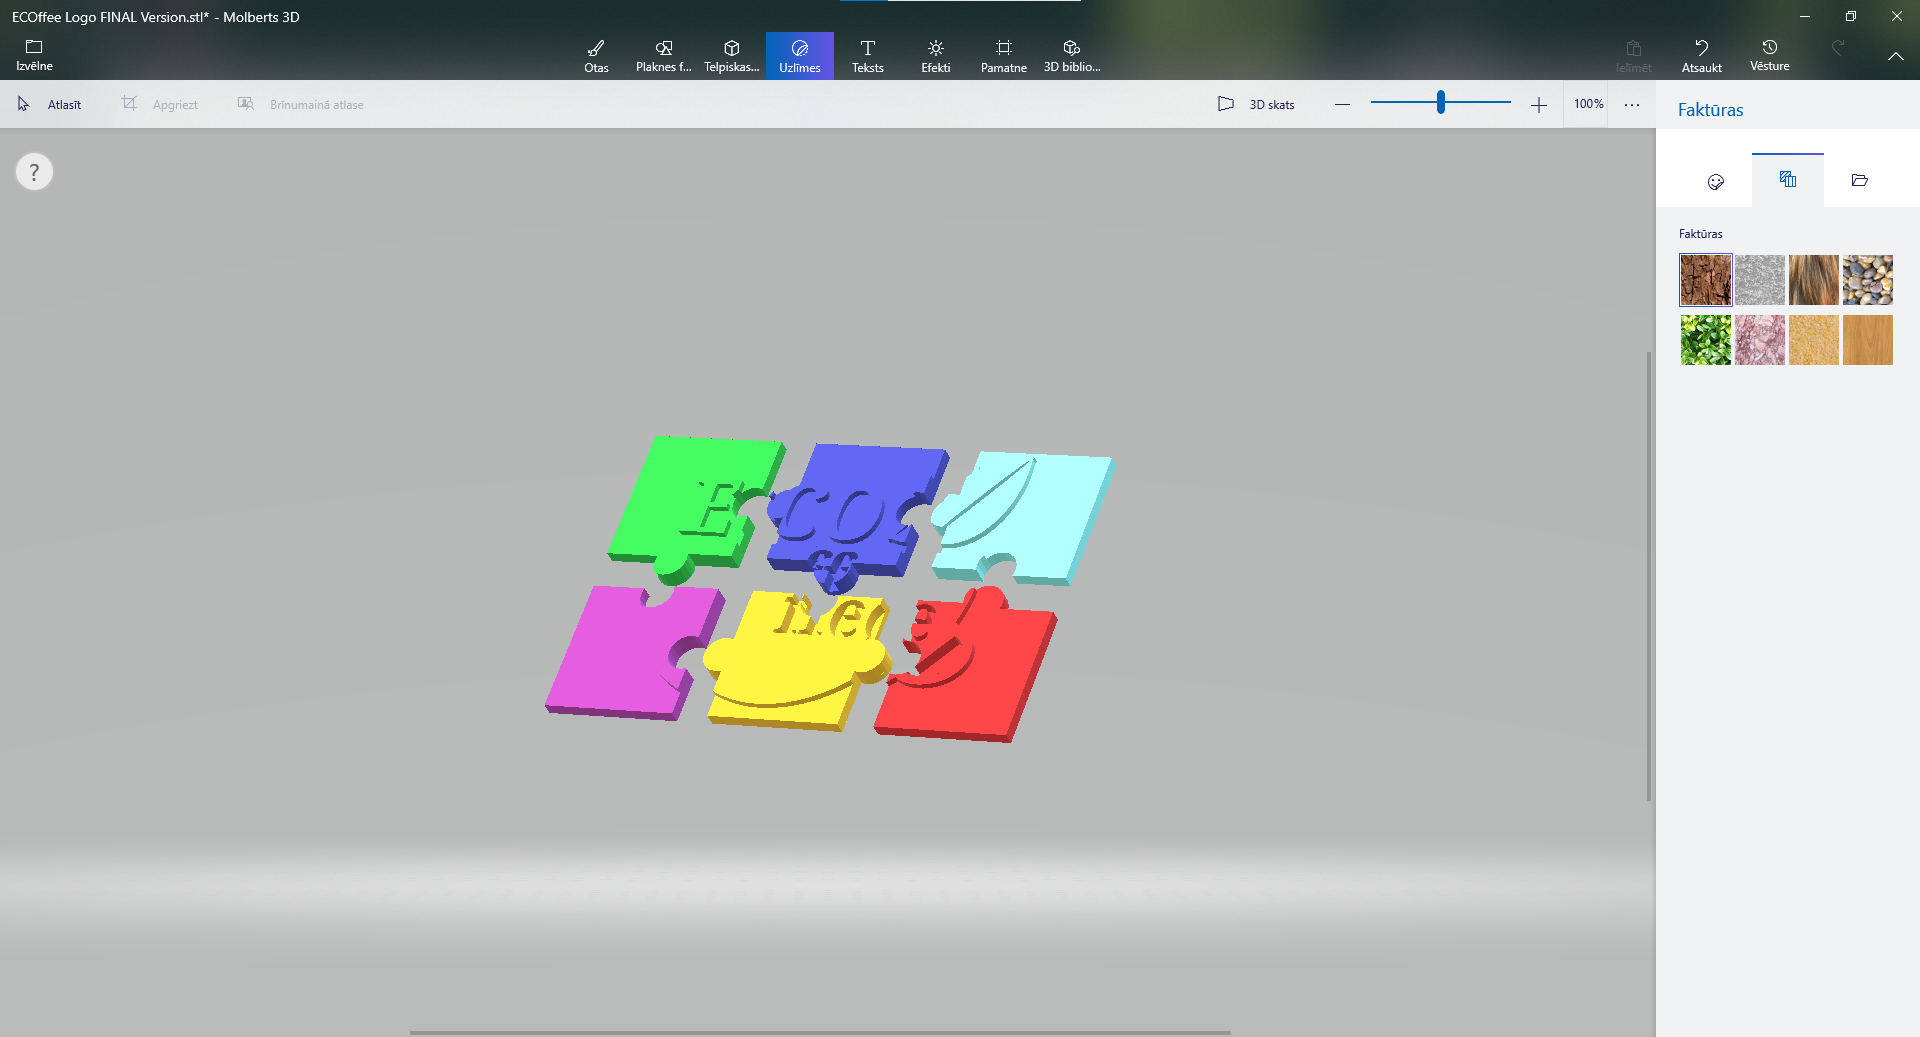 ECOffee Logo FINAL Version.stl* - Molberts 3D
Izvēlne
Otas
Plaknes f...
Telpiskas...
Uzlīmes
Teksts
Efekti
Pamatne
3D biblio...
Ielīmēt
Atsaukt
Vēsture
Atlasīt
Apgriezt
Brīnumainā atlase
3D skats
100%
Faktūras
?
Faktūras
E
CO
ff